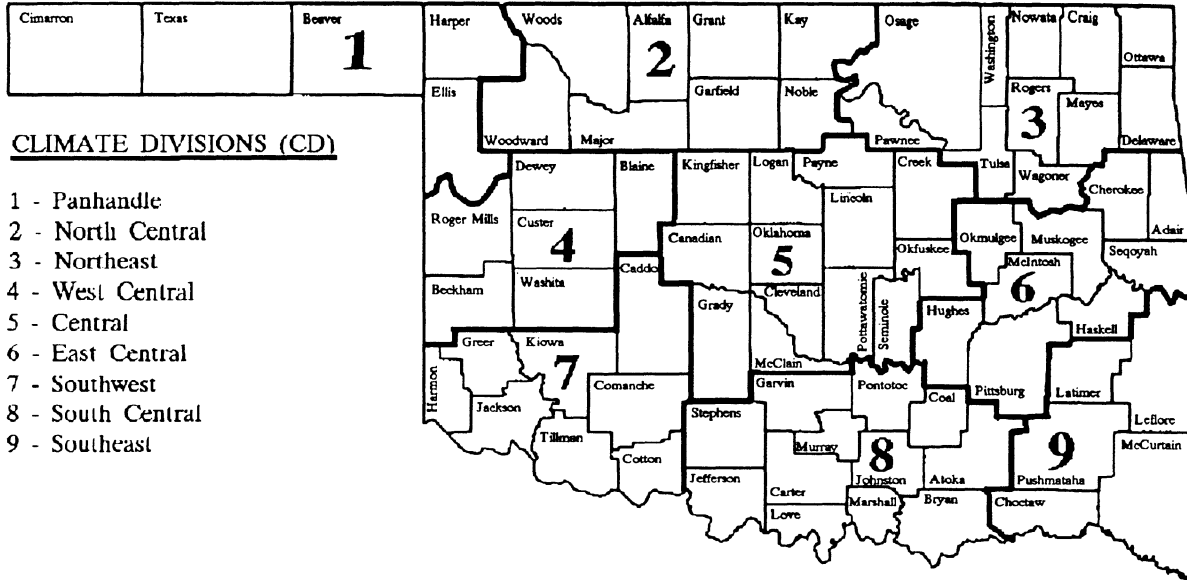 Cimarron
Texas
Beaver
Harper
Woods
Alfalfa
Grant
Kay
Osage
Washington
Nowata
Craig
Ottawa
1
2
Ellis
Woodward
Major
Garfield
Noble
Pawnee
Rogers
Mayes
3
Delaware
CLIMATE DIVISIONS (CD)
1 - Panhandle
2 - North Central
3 - Northeast
4 - West Central
5 - Central
6 - East Central
7 - Southwest
8 - South Central
9 - Southeast
Dewey
Blaine
Kingfisher
Logan
Payne
Creek
Tulsa
Wagoner
Cherokee
Adair
Roger Mills
Custer
4
Canadian
Oklahoma
5
Lincoln
Okfuskee
Okmulgee
Muskogee
Seqoyah
McIntosh
6
Beckham
Washita
Caddo
Grady
Cleveland
Pottawatomie
Seminole
Hughes
Haskell
McClain
Greer
Kiowa
7
Harmon
Jackson
Tillman
Comanche
Cotton
Stephens
Jefferson
Garvin
Pontotoc
Coal
Pittsburg
Latimer
Leflore
McCurtain
Murray
8
Johnston
Atoka
9
Pushmataha
Carter
Love
Marshall
Bryan
Choctaw